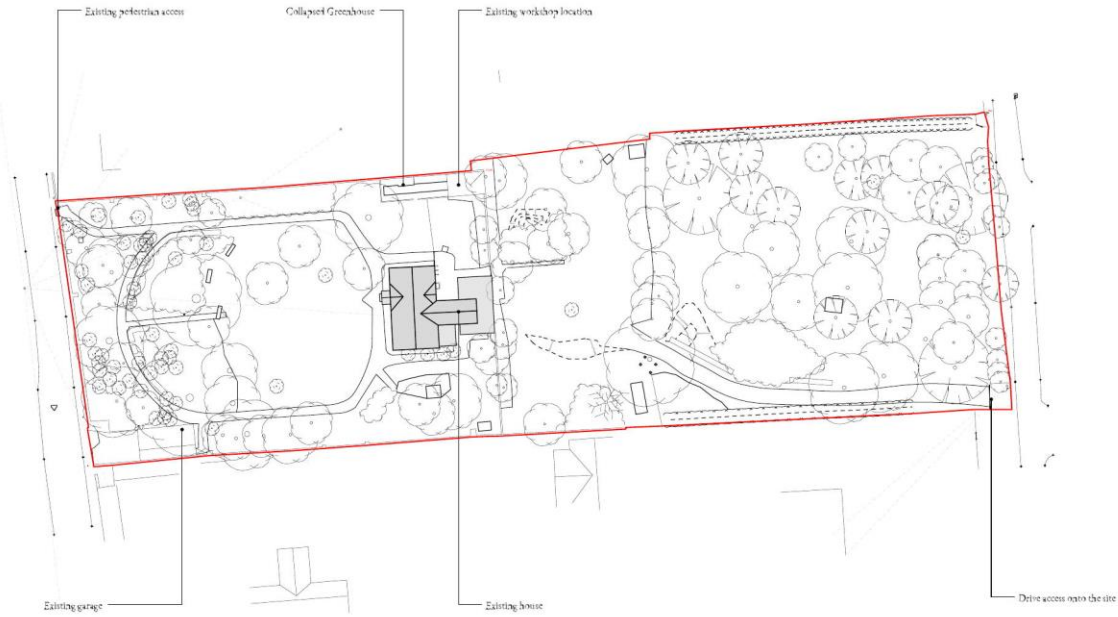 Existing pedestrian access
Collapsed Greenhouse
Existing workshop location
Existing garage
Existing house
Drive access onto the site